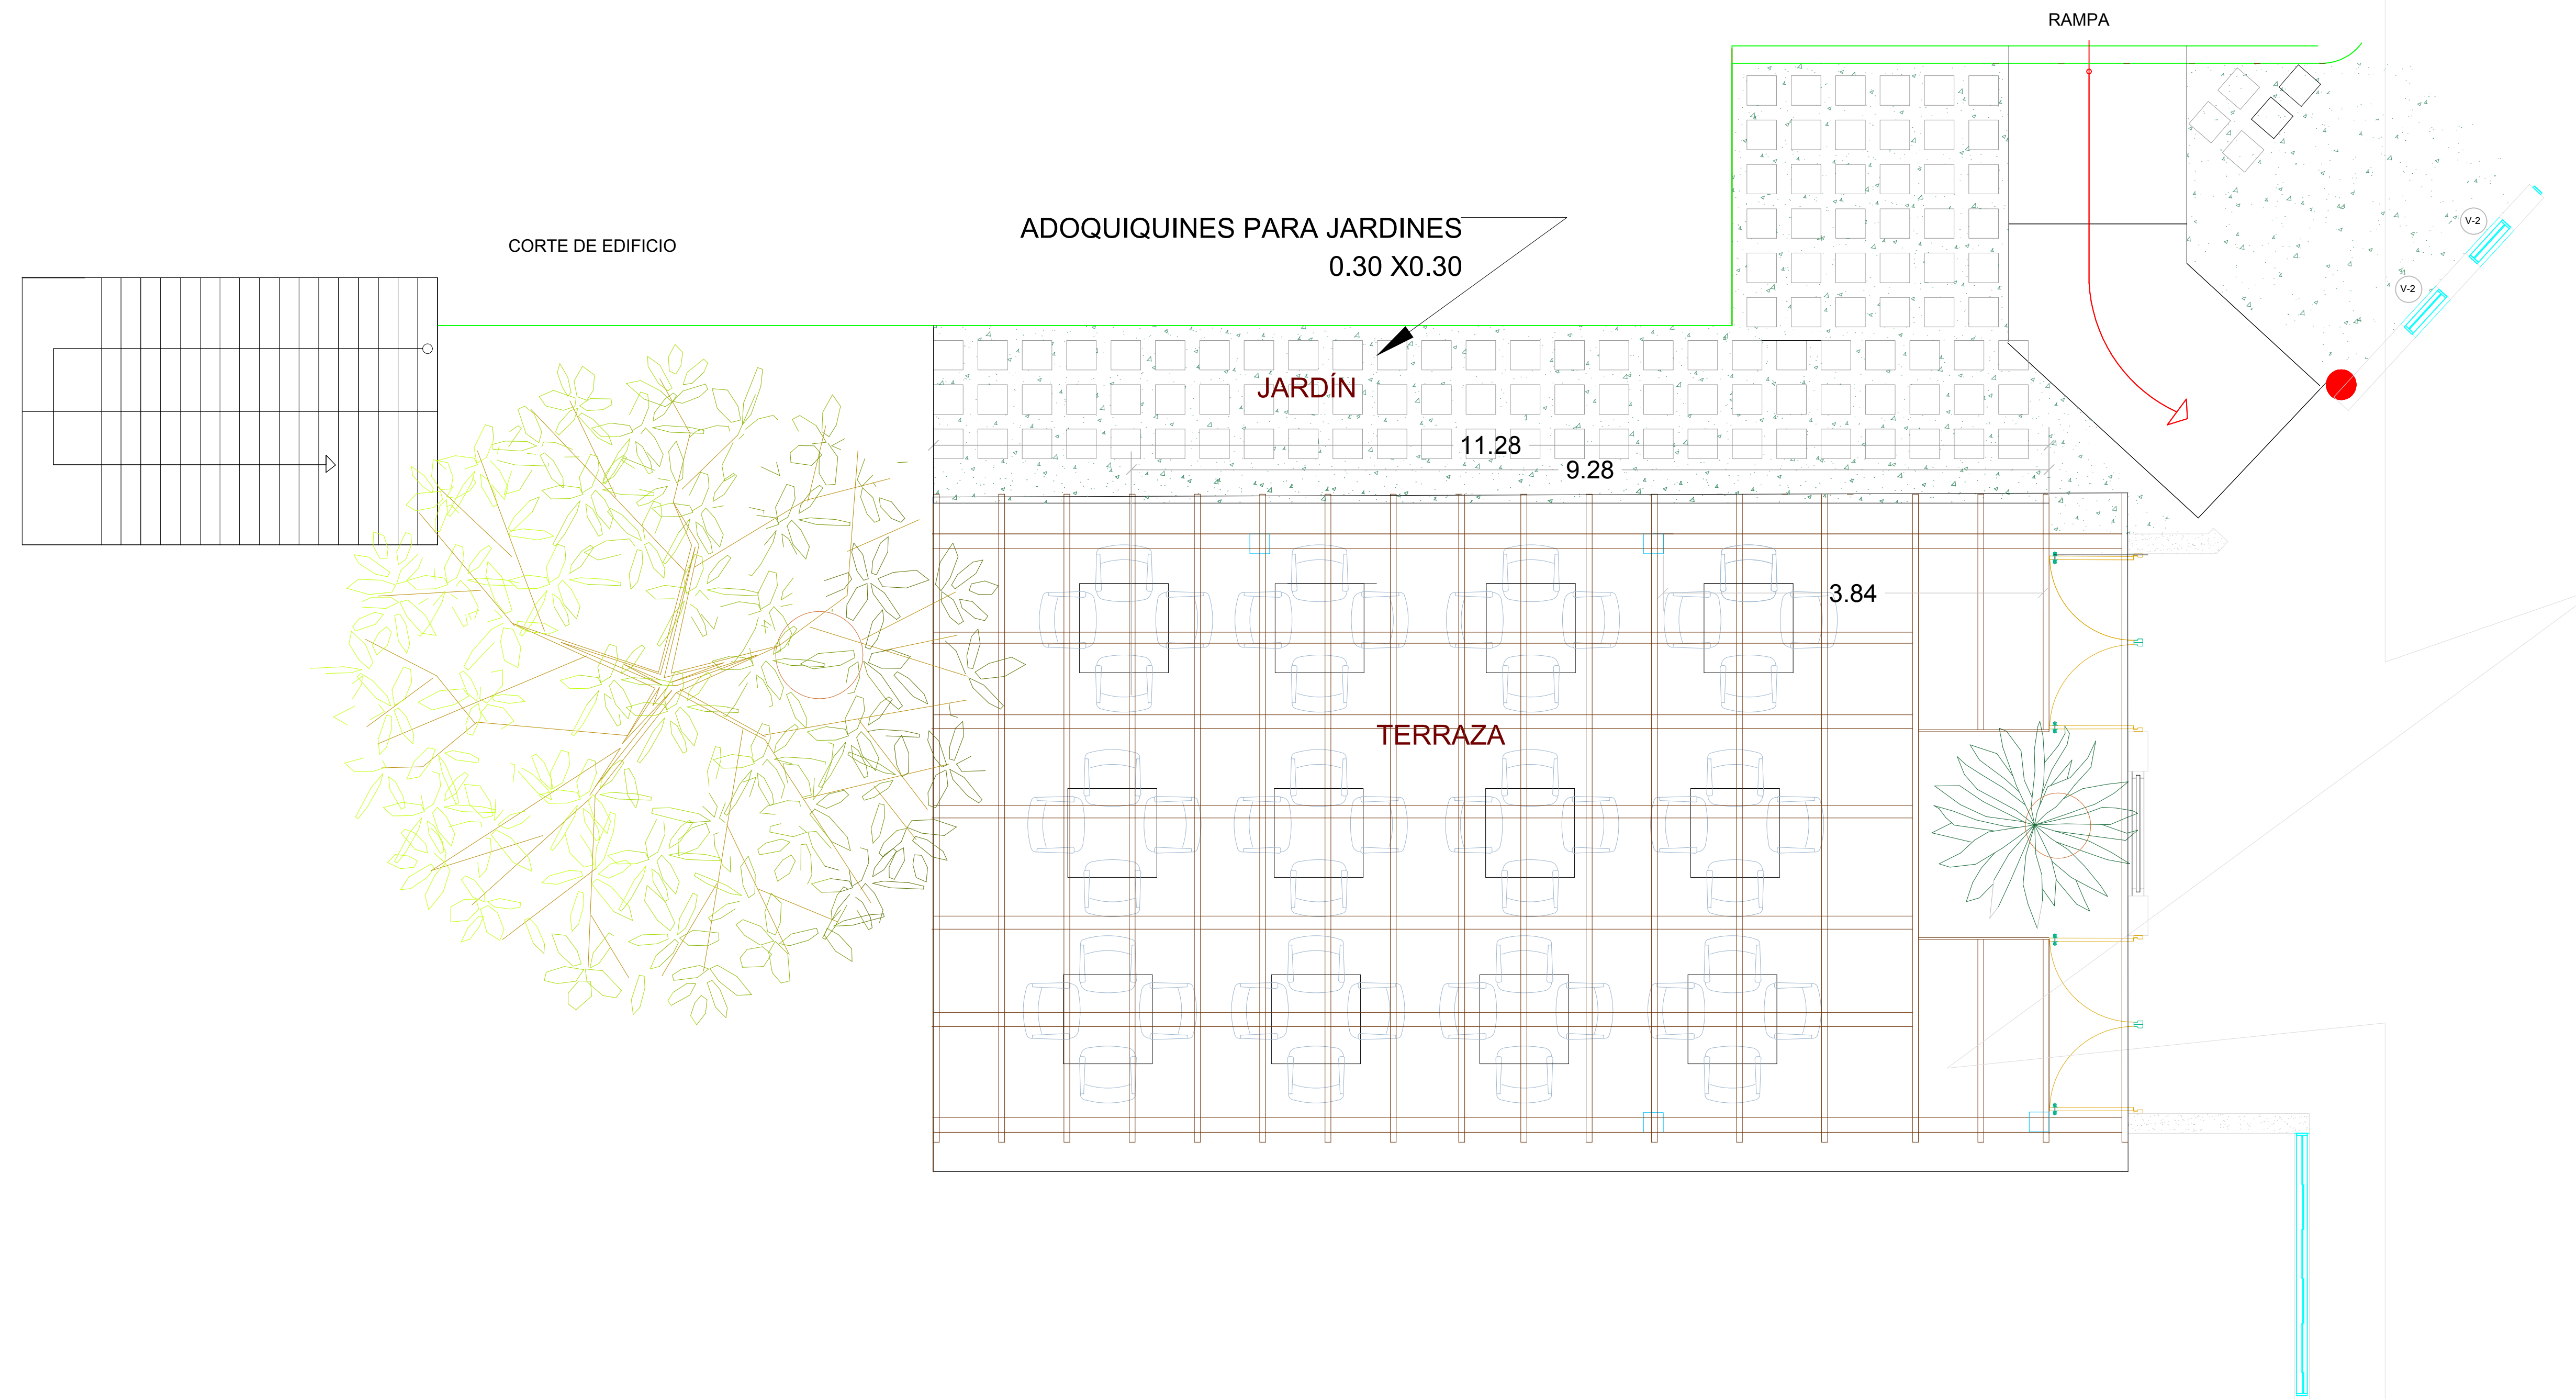 RAMPA
ADOQUIQUINES PARA JARDINES
0.30 X0.30
CORTE DE EDIFICIO
V-2
V-2
JARDÍN
11.28
9.28
3.84
TERRAZA